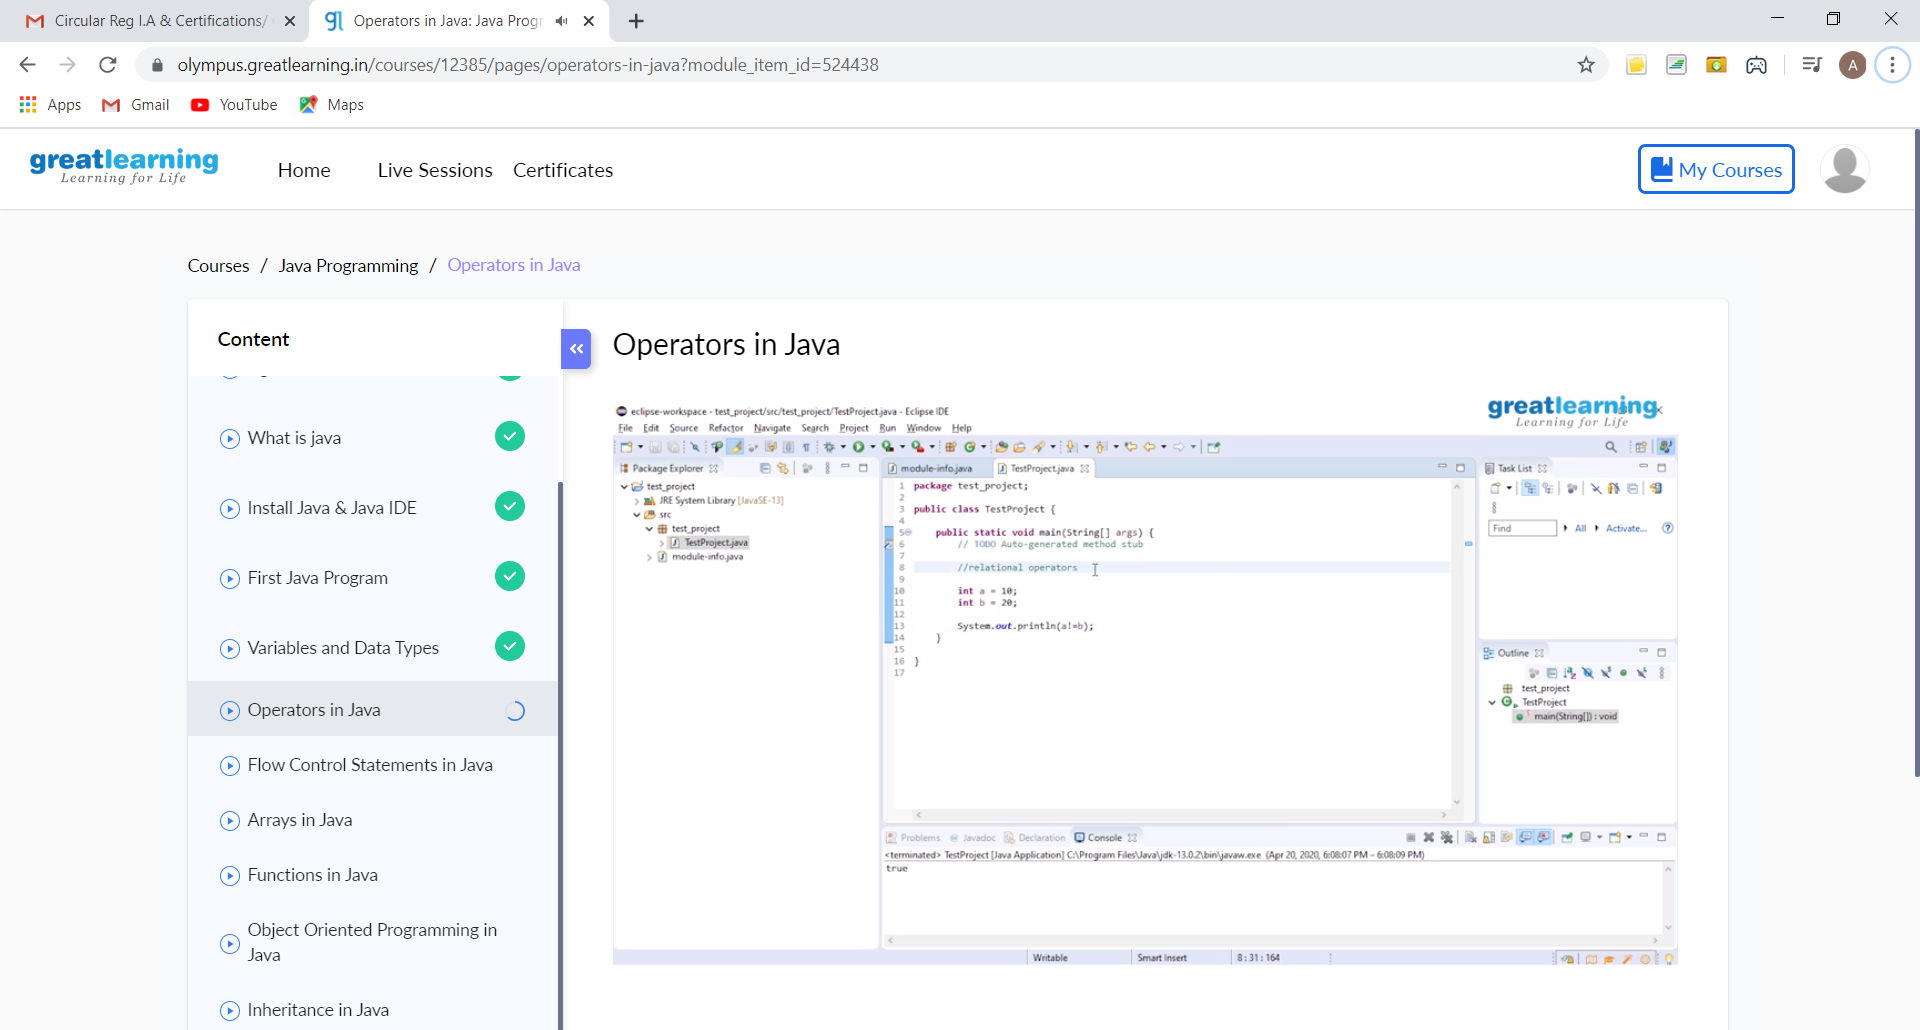 Circular Reg I.A & Certifications/
Operators in Java: Java Progr
olympus.greatlearning.in/courses/12385/pages/operators-in-java?module_item_id=524438
A
Apps Gmail YouTube Maps
greatlearning
Learning for Life
Home Live Sessions Certificates
My Courses
Courses / Java Programming / Operators in Java
Content
What is java
Install Java & Java IDE
First Java Program
Variables and Data Types
Operators in Java
Flow Control Statements in Java
Arrays in Java
Functions in Java
Object Oriented Programming in
Java
Inheritance in Java
Operators in Java
eclipse-workspace - test_project/src/test_project/TestProject.java - Eclipse IDE
greatlearning
Learning for Life
File Edit Source Refactor Navigate Search Project Run Window Help
Package Explorer
test_project
JRE System Library [JavaSE-13]
src
test_project
TestProject.java
module-info.java
module-info.java TestProject.java
1 package test_project;
2
3 public class TestProject {
4
5 public static void main(String[] args) {
6 // TODO Auto-generated method stub
7
8 //relational operators
9
10 int a = 10;
11 int b = 20;
12
13 System.out.println(a!=b);
14 }
15
16 }
17
Task List
Find All Activate...
Outline
test_project
TestProject
main(String[]) : void
Problems Javadoc Declaration Console
<terminated> TestProject [Java Application] C:\Program Files\Java\jdk-13.0.2\bin\javaw.exe (Apr 20, 2020, 6:08:07 PM – 6:08:09 PM)
true
Writable Smart Insert 8 : 31 : 164